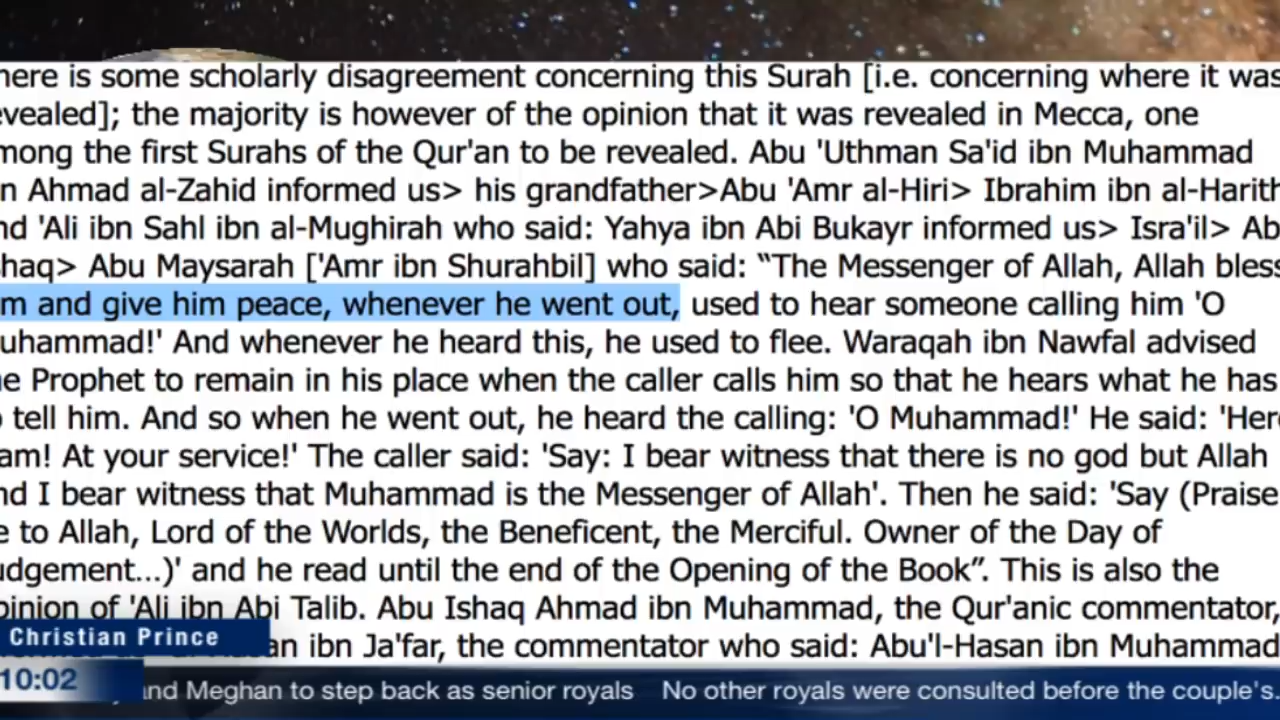 here is some scholarly disagreement concerning this Surah [i.e. concerning where it was
evealed]; the majority is however of the opinion that it was revealed in Mecca, one
mong the first Surahs of the Qur'an to be revealed. Abu 'Uthman Sa'id ibn Muhammad
n Ahmad al-Zahid informed us> his grandfather>Abu 'Amr al-Hiri> Ibrahim ibn al-Harith
nd 'Ali ibn Sahl ibn al-Mughirah who said: Yahya ibn Abi Bukayr informed us> Isra'il> Ab
shaq> Abu Maysarah ['Amr ibn Shurahbil] who said: “The Messenger of Allah, Allah bless
m and give him peace, whenever he went out, used to hear someone calling him 'O
uhammad!' And whenever he heard this, he used to flee. Waraqah ibn Nawfal advised
he Prophet to remain in his place when the caller calls him so that he hears what he has
o tell him. And so when he went out, he heard the calling: 'O Muhammad!' He said: 'Here
am! At your service!' The caller said: 'Say: I bear witness that there is no god but Allah
nd I bear witness that Muhammad is the Messenger of Allah'. Then he said: 'Say (Praise
e to Allah, Lord of the Worlds, the Beneficent, the Merciful. Owner of the Day of
udgement...)' and he read until the end of the Opening of the Book”. This is also the
pinion of 'Ali ibn Abi Talib. Abu Ishaq Ahmad ibn Muhammad, the Qur'anic commentator,
an ibn Ja'far, the commentator who said: Abu'l-Hasan ibn Muhammad
Christian Prince
10:02
and Meghan to step back as senior royals No other royals were consulted before the couple's.